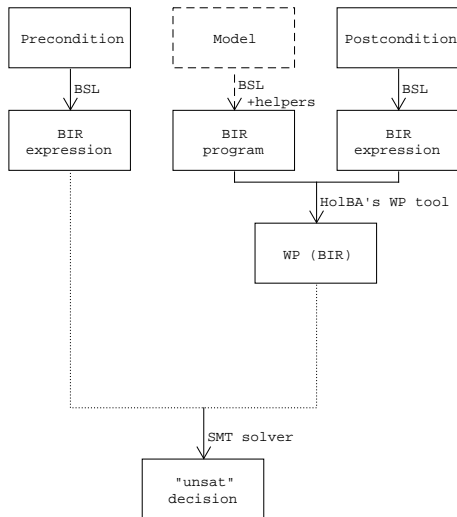 Precondition
Model
Postcondition
BSL
BSL
+helpers
BSL
BIR
expression
BIR
program
BIR
expression
HolBA's WP tool
WP (BIR)
SMT solver
"unsat"
decision